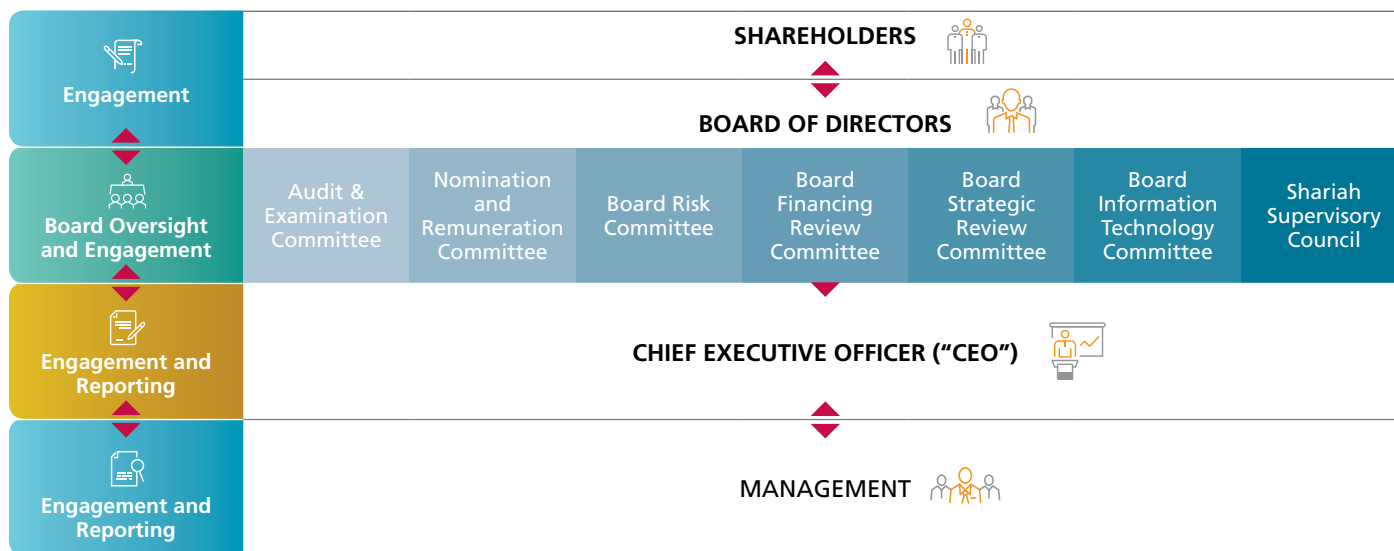 Engagement
SHAREHOLDERS
BOARD OF DIRECTORS
Board Oversight
and Engagement
Audit &
Examination
Committee
Nomination
and
Remuneration
Committee
Board Risk
Committee
Board
Financing
Review
Committee
Board
Strategic
Review
Committee
Board
Information
Technology
Committee
Shariah
Supervisory
Council
Engagement and
Reporting
CHIEF EXECUTIVE OFFICER (“CEO”)
Engagement and
Reporting
MANAGEMENT